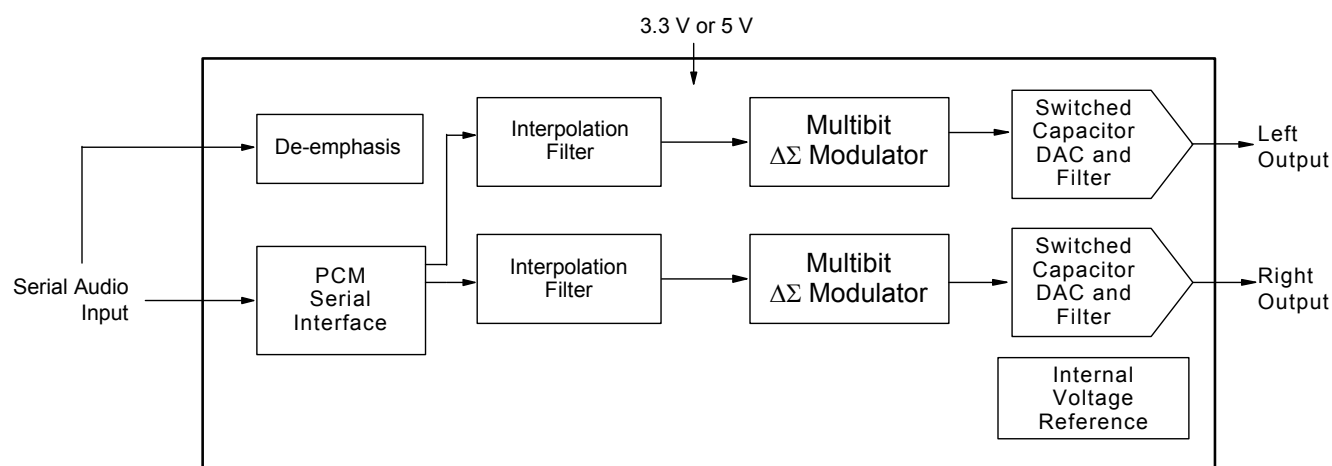 3.3 V or 5 V
De-emphasis
Interpolation
Filter
Multibit
ΔΣ Modulator
Switched
Capacitor
DAC and
Filter
Left
Output
Serial Audio
Input
PCM
Serial
Interface
Interpolation
Filter
Multibit
ΔΣ Modulator
Switched
Capacitor
DAC and
Filter
Right
Output
Internal
Voltage
Reference